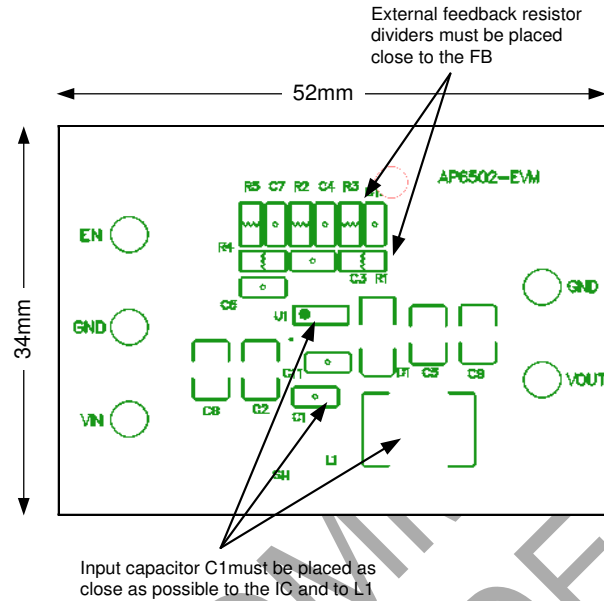 External feedback resistor
dividers must be placed
close to the FB
52mm
34mm
AP6502-EVM
R5 C7 R2 C4 R3
EN
R4
C3 R1
C6
GND
GND
U1
VOUT
D1
C5
C9
C8
C2
C1
VIN
L1
SW
Input capacitor C1must be placed as
close as possible to the IC and to L1